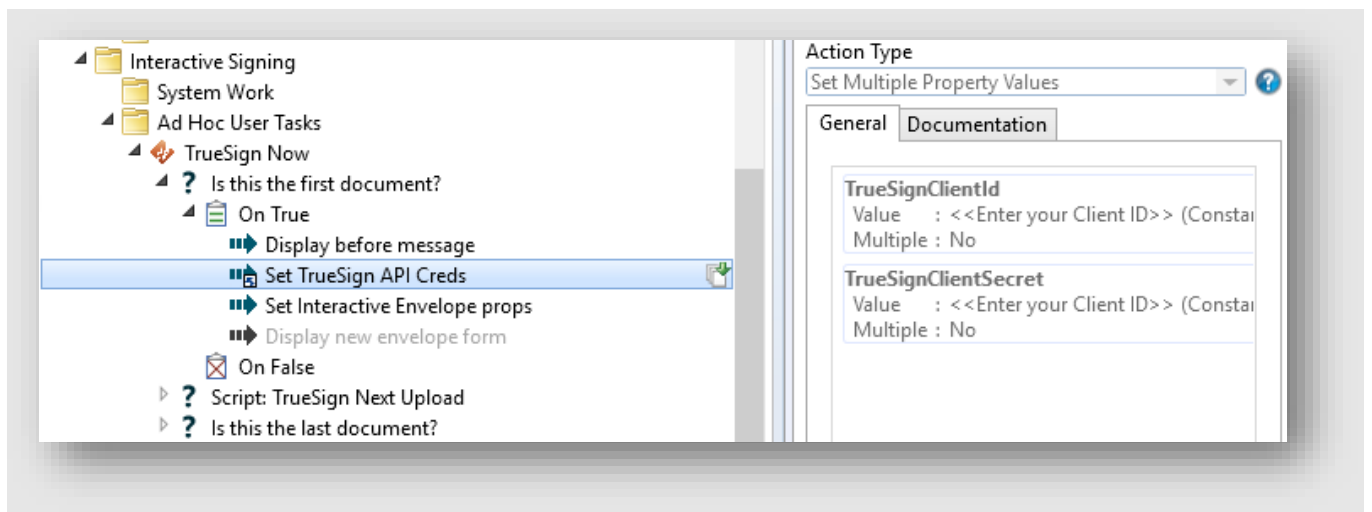 Interactive Signing
System Work
Ad Hoc User Tasks
TrueSign Now
? Is this the first document?
On True
Display before message
Set TrueSign API Creds
Set Interactive Envelope props
Display new envelope form
On False
? Script: TrueSign Next Upload
? Is this the last document?
Action Type
Set Multiple Property Values
?
General Documentation
TrueSignClientId
Value : <<Enter your Client ID>> (Consta
Multiple : No
TrueSignClientSecret
Value : <<Enter your Client ID>> (Consta
Multiple : No